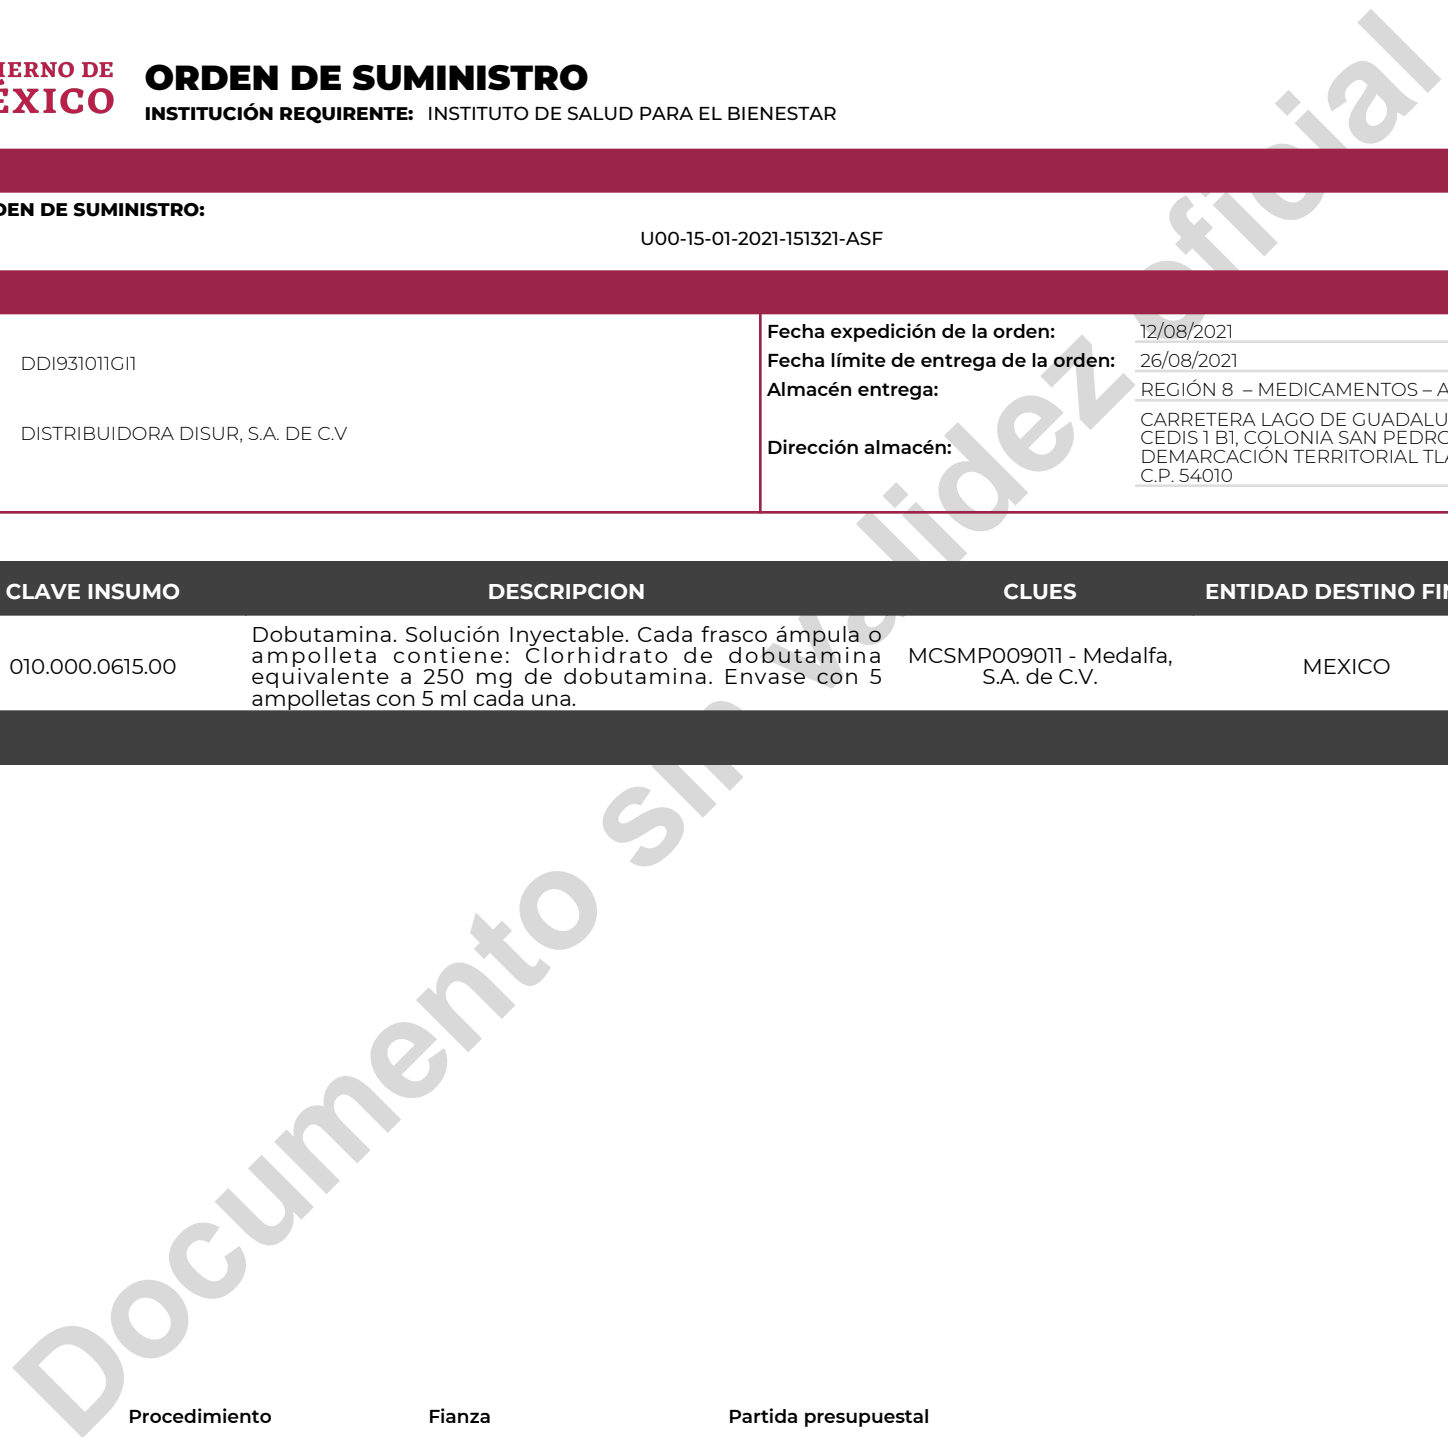 IERNO DE
ÉXICO
ORDEN DE SUMINISTRO
INSTITUCIÓN REQUIRENTE: INSTITUTO DE SALUD PARA EL BIENESTAR
DEN DE SUMINISTRO:
U00-15-01-2021-151321-ASF
DDI931011GI1
DISTRIBUIDORA DISUR, S.A. DE C.V
Fecha expedición de la orden: 12/08/2021
Fecha límite de entrega de la orden: 26/08/2021
Almacén entrega: REGIÓN 8 – MEDICAMENTOS – A
Dirección almacén:
CARRETERA LAGO DE GUADALU
CEDIS 1 B1, COLONIA SAN PEDRO
DEMARCACIÓN TERRITORIAL TLA
C.P. 54010
CLAVE INSUMO DESCRIPCION CLUES ENTIDAD DESTINO FIN
010.000.0615.00
Dobutamina. Solución Inyectable. Cada frasco ámpula o
ampolleta contiene: Clorhidrato de dobutamina
equivalente a 250 mg de dobutamina. Envase con 5
ampolletas con 5 ml cada una.
MCSMP009011 - Medalfa,
S.A. de C.V.
MEXICO
Documento sin validez oficial
Procedimiento Fianza Partida presupuestal